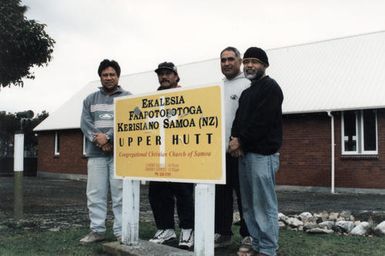 EKALESIA
FAAPOTOPOTOGA
KERISIANO SAMOA (NZ)
UPPER HUTT
Congregational Christian Church of Samoa